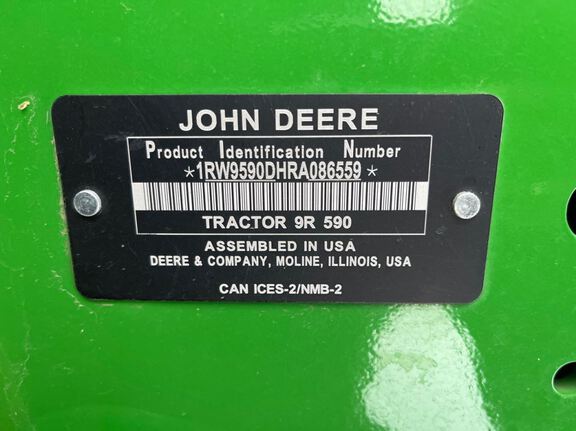 JOHN DEERE
Product Identification Number
*1RW9590DHRA086559*
TRACTOR 9R 590
ASSEMBLED IN USA
DEERE & COMPANY, MOLINE, ILLINOIS, USA
CAN ICES-2/NMB-2